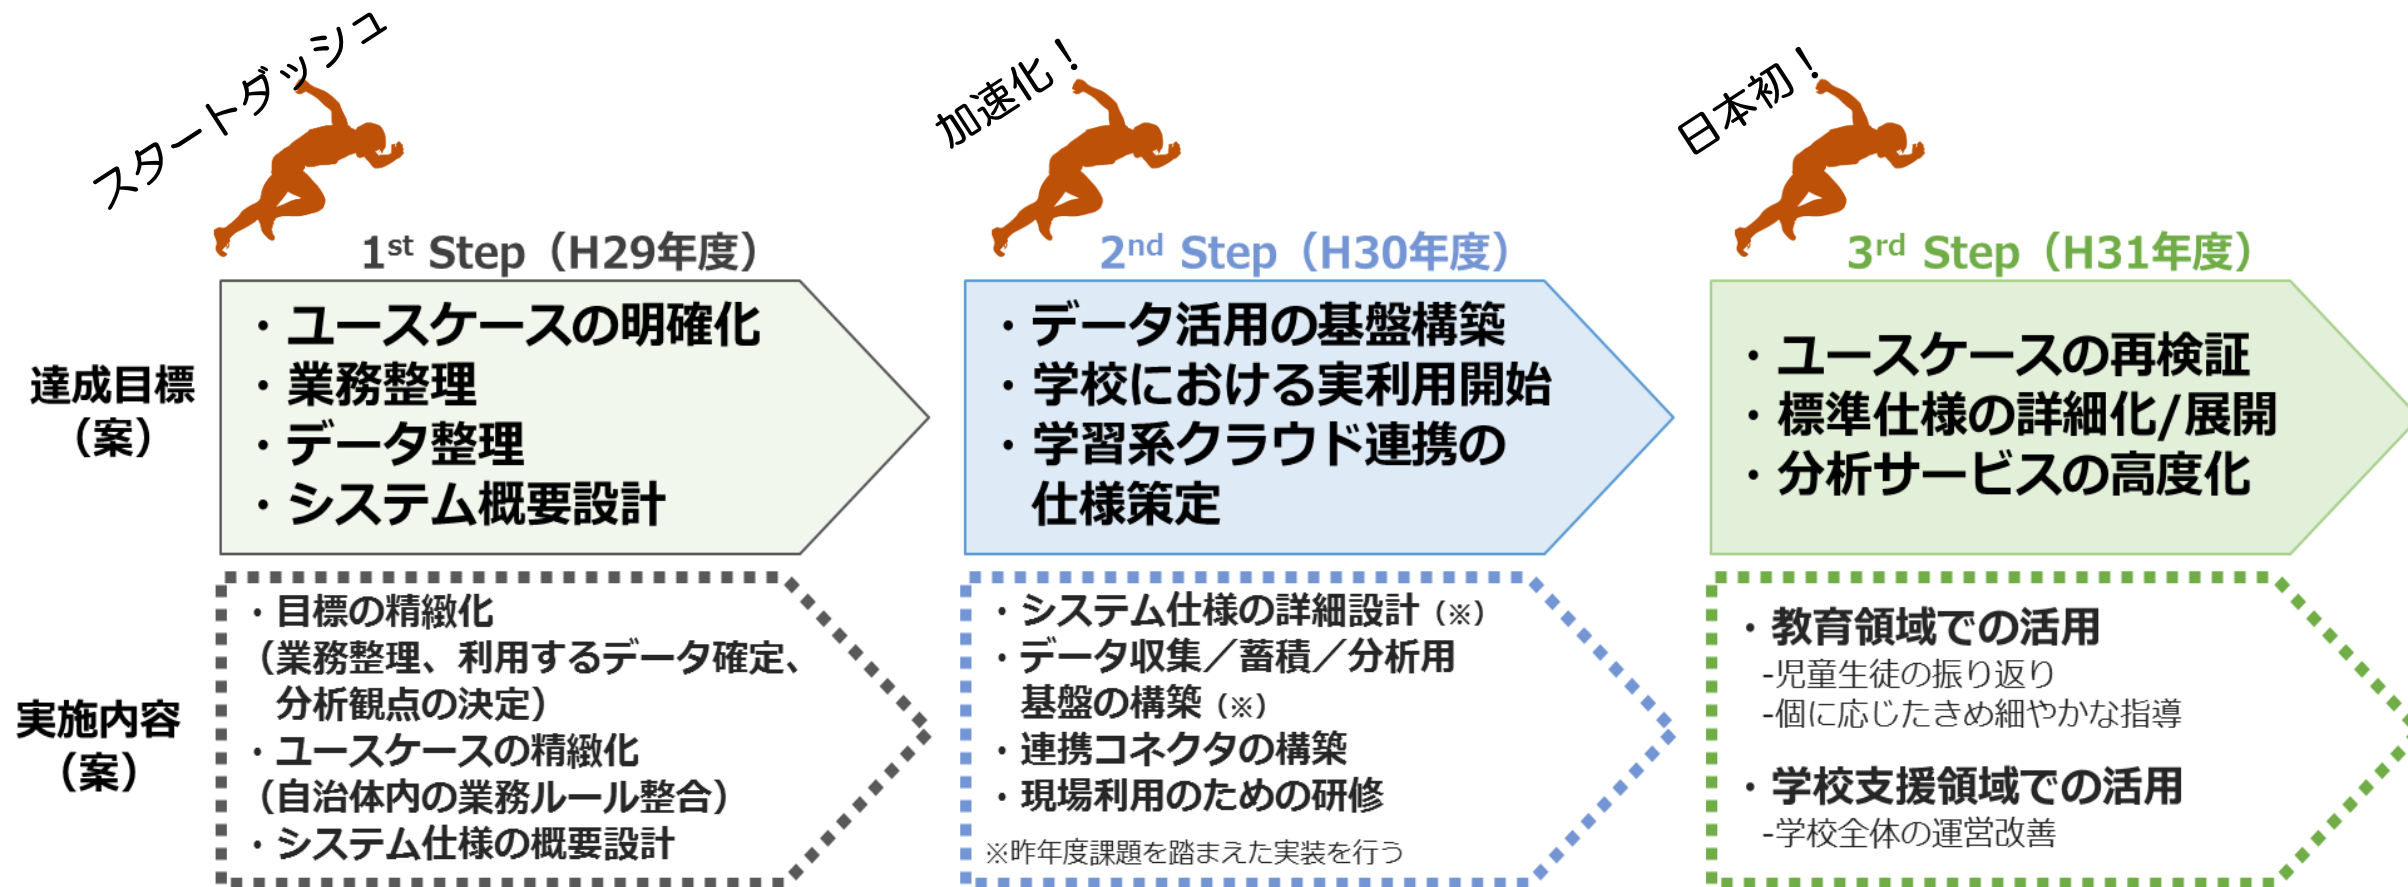 スタートダッシュ
加速化！
日本初！
1st Step（H29年度）
2nd Step（H30年度）
3rd Step（H31年度）
達成目標
（案）
・ユースケースの明確化
・業務整理
・データ整理
・システム概要設計
・データ活用の基盤構築
・学校における実利用開始
・学習系クラウド連携の
仕様策定
・ユースケースの再検証
・標準仕様の詳細化/展開
・分析サービスの高度化
実施内容
（案）
・目標の精緻化
（業務整理、利用するデータ確定、
分析観点の決定）
・ユースケースの精緻化
（自治体内の業務ルール整合）
・システム仕様の概要設計
・システム仕様の詳細設計（※）
・データ収集／蓄積／分析用
基盤の構築（※）
・連携コネクタの構築
・現場利用のための研修
※昨年度課題を踏まえた実装を行う
・教育領域での活用
-児童生徒の振り返り
-個に応じたきめ細やかな指導
・学校支援領域での活用
-学校全体の運営改善